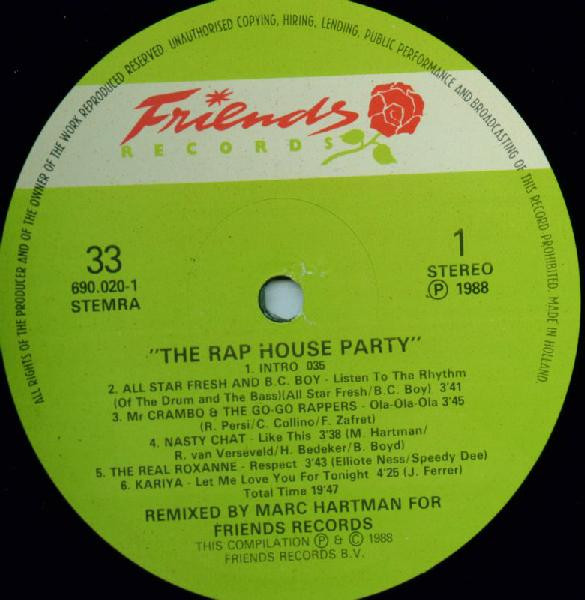 ALL RIGHTS OF THE PRODUCER AND OF THE OWNER OF THE WORK REPRODUCED RESERVED. UNAUTHORISED COPYING, HIRING, LENDING, PUBLIC PERFORMANCE AND BROADCASTING OF THIS RECORD PROHIBITED. MADE IN HOLLAND.
Friends
RECORDS
33
690.020-1
STEMRA
1
STEREO
Ⓟ 1988
"THE RAP HOUSE PARTY"
1. INTRO 035
2. ALL STAR FRESH AND B.C. BOY - Listen To The Rhythm
(Of The Drum and The Bass)(All Star Fresh/B.C. Boy) 3'41
3. Mr CRAMBO & THE GO-GO RAPPERS - Ola-Ola-Ola 3'45
(R. Persi/C. Collino/F. Zafret)
4. NASTY CHAT - Like This 3'38 (M. Hartman/
R. van Verseveld/H. Bedeker/B. Boyd)
5. THE REAL ROXANNE - Respect 3'43 (Elliote Ness/Speedy Dee)
6. KARIYA - Let Me Love You For Tonight 4'25 (J. Ferrer)
Total Time 19'47
REMIXED BY MARC HARTMAN FOR
FRIENDS RECORDS
THIS COMPILATION Ⓟ & © 1988
FRIENDS RECORDS B.V.